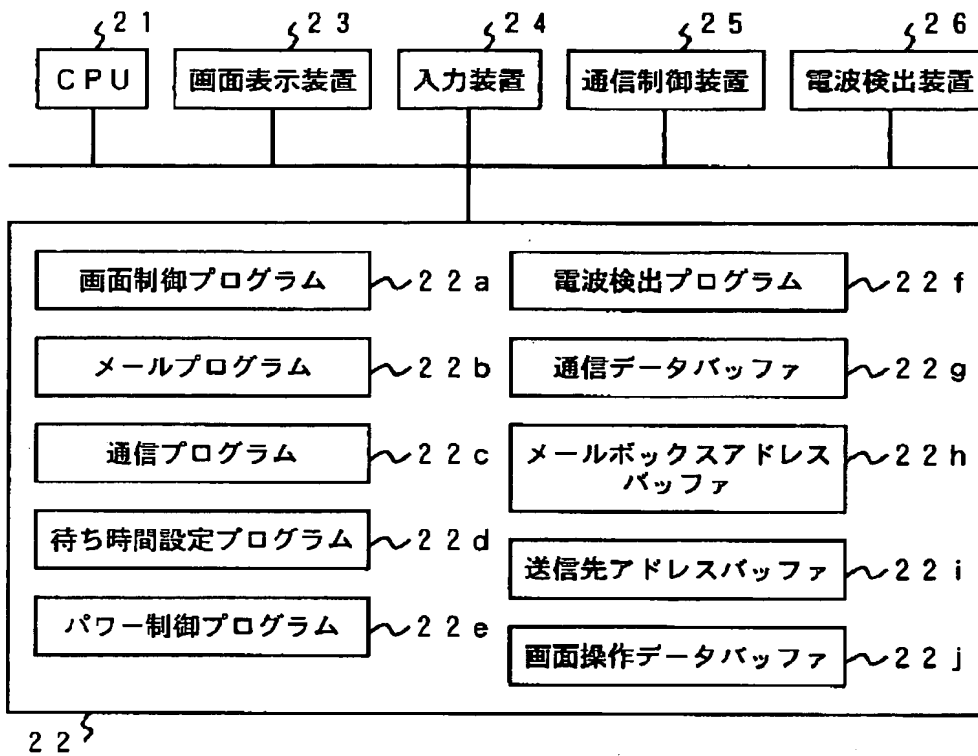 21 23 24 25 26
CPU 画面表示装置 入力装置 通信制御装置 電波検出装置
画面制御プログラム 22a 電波検出プログラム 22f
メールプログラム 22b 通信データバッファ 22g
通信プログラム 22c メールボックスアドレス
バッファ 22h
待ち時間設定プログラム 22d 送信先アドレスバッファ 22i
パワー制御プログラム 22e 画面操作データバッファ 22j
22